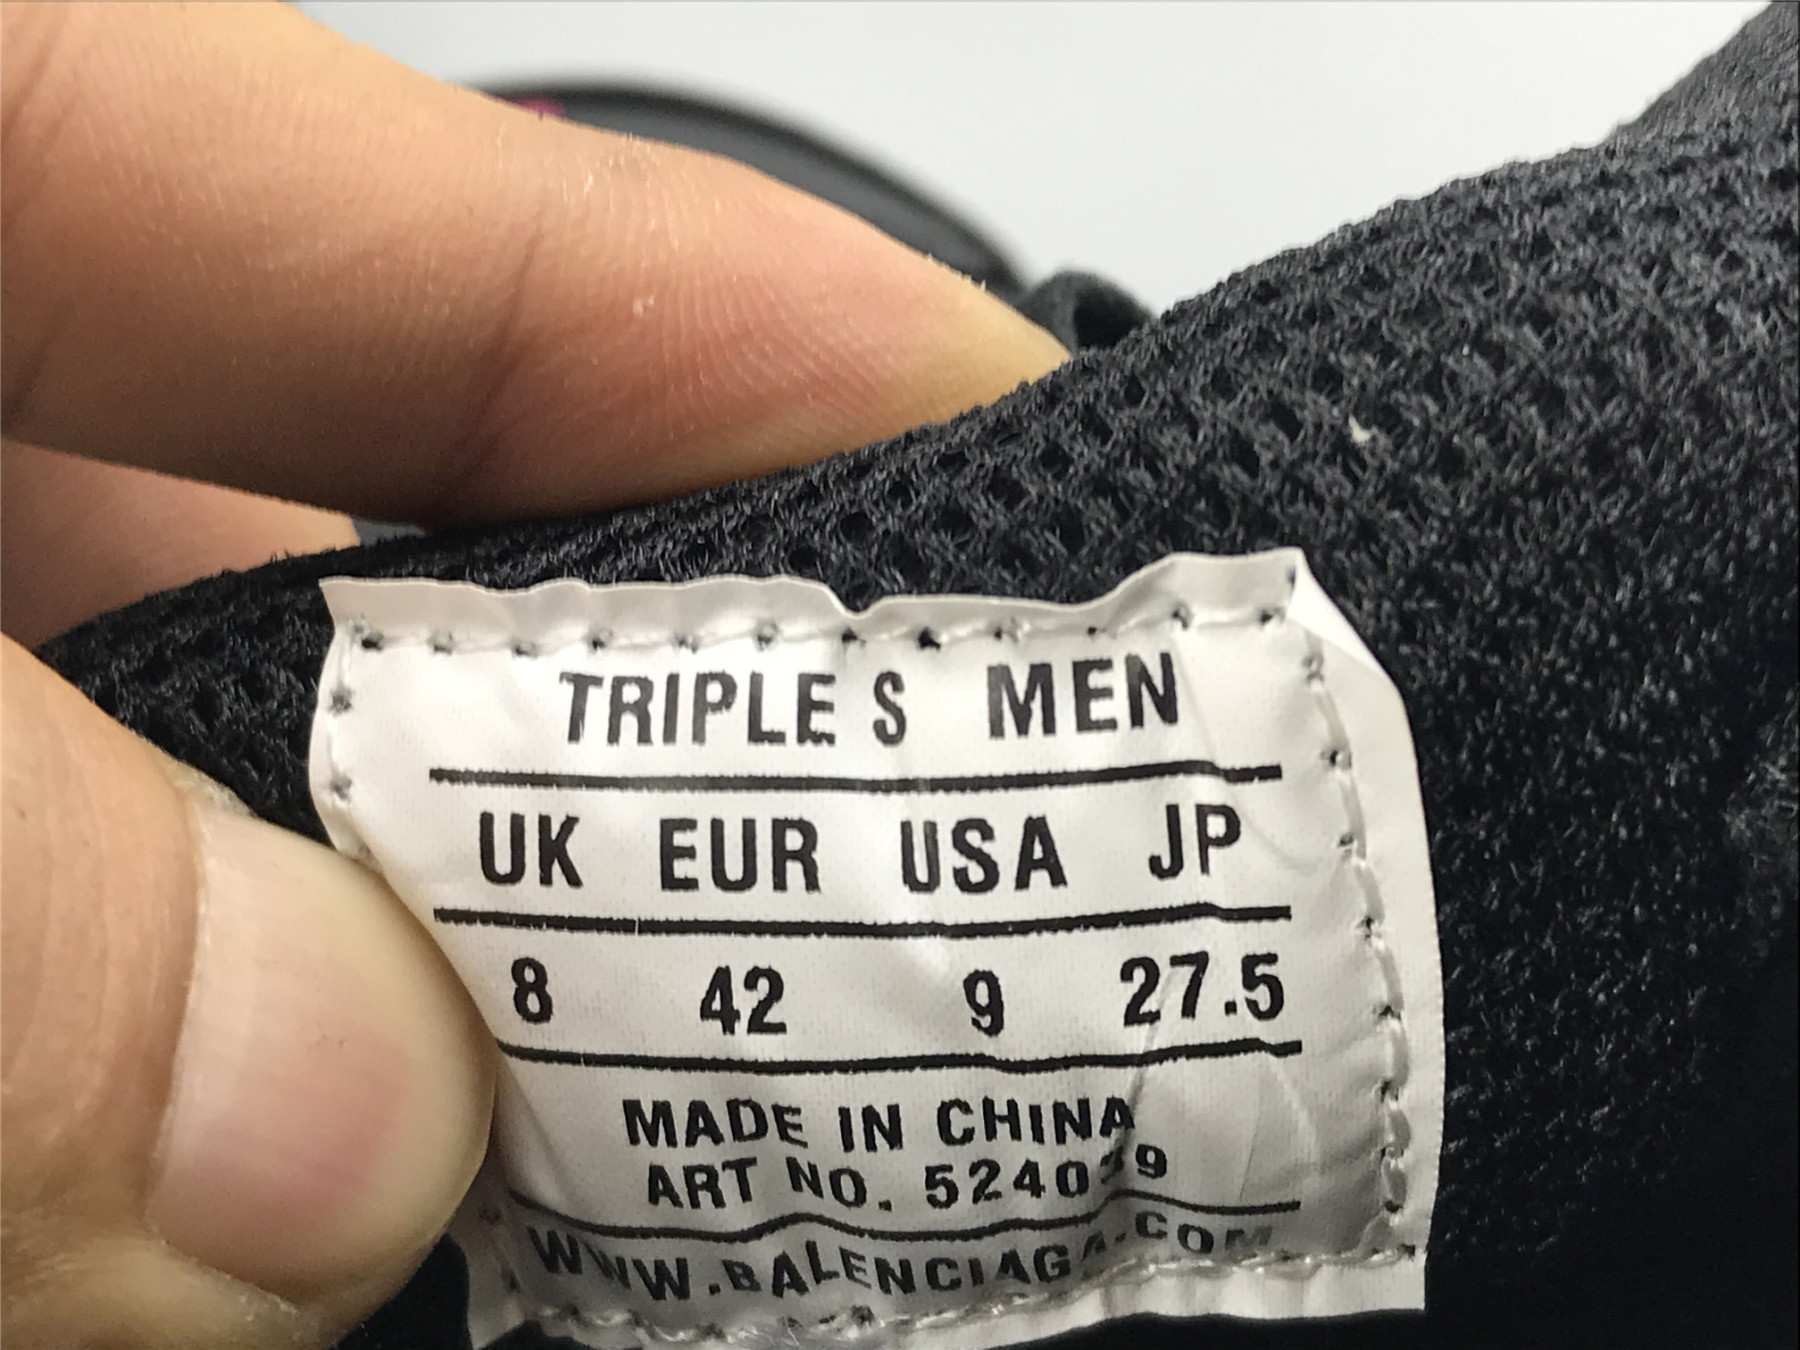 TRIPLE S MEN
UK EUR USA JP
8 42 9 27.5
MADE IN CHINA
ART NO. 524039
WWW.BALENCIAGA.COM